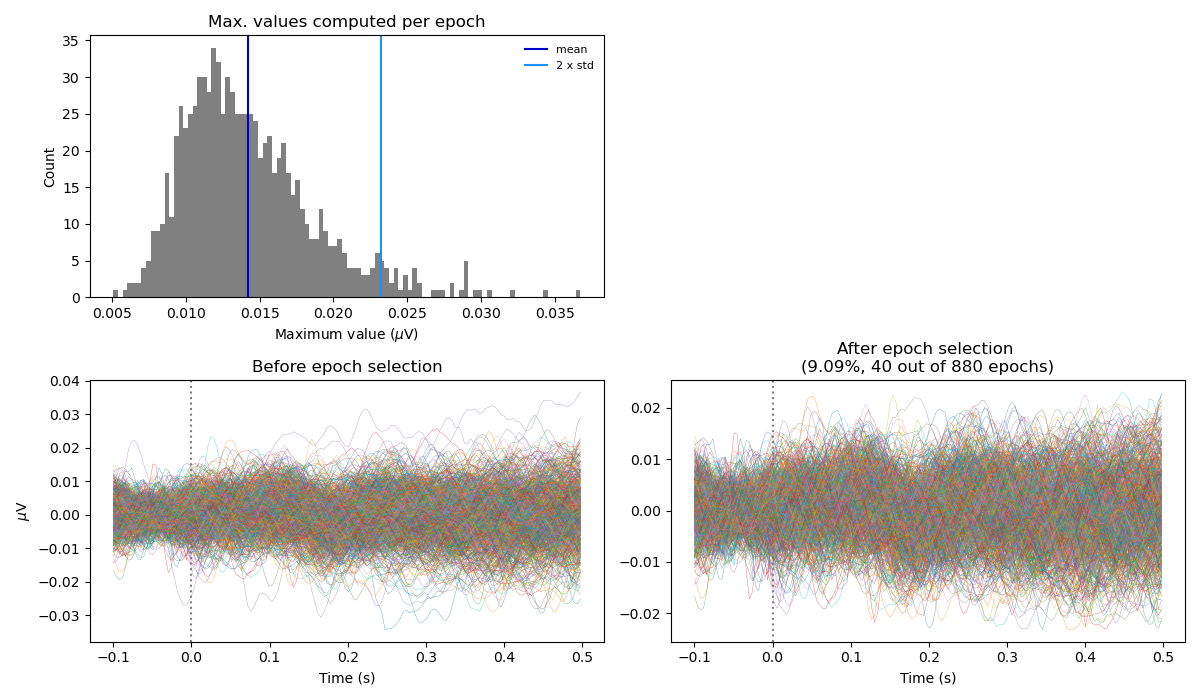 Max. values computed per epoch
35
30
25
20
15
10
5
0
Count
mean
2 x std
0.005 0.010 0.015 0.020 0.025 0.030 0.035
Maximum value (μV)
Before epoch selection
0.04
0.03
0.02
0.01
0.00
−0.01
−0.02
−0.03
μV
−0.1 0.0 0.1 0.2 0.3 0.4 0.5
Time (s)
After epoch selection
(9.09%, 40 out of 880 epochs)
0.02
0.01
0.00
−0.01
−0.02
−0.1 0.0 0.1 0.2 0.3 0.4 0.5
Time (s)